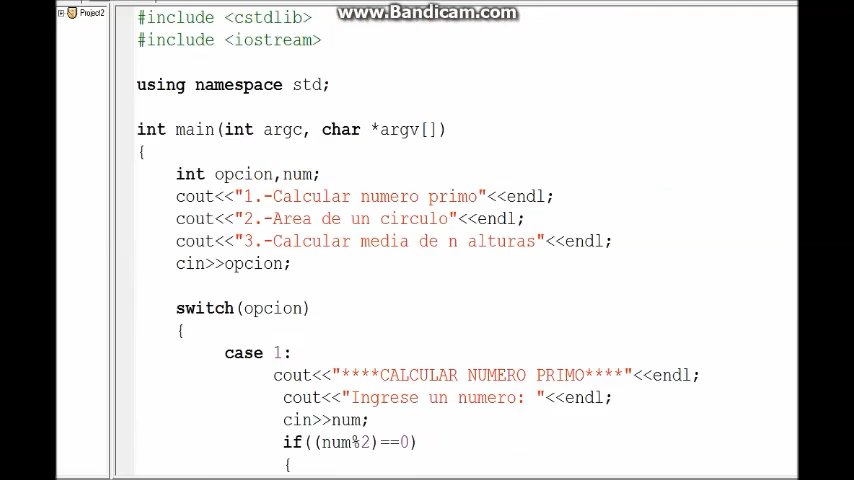 www.Bandicam.com
Project2
#include <cstdlib>
#include <iostream>
using namespace std;
int main(int argc, char *argv[])
{
int opcion,num;
cout<<"1.-Calcular numero primo"<<endl;
cout<<"2.-Area de un circulo"<<endl;
cout<<"3.-Calcular media de n alturas"<<endl;
cin>>opcion;
switch(opcion)
{
case 1:
cout<<"****CALCULAR NUMERO PRIMO****"<<endl;
cout<<"Ingrese un numero: "<<endl;
cin>>num;
if((num%2)==0)
{